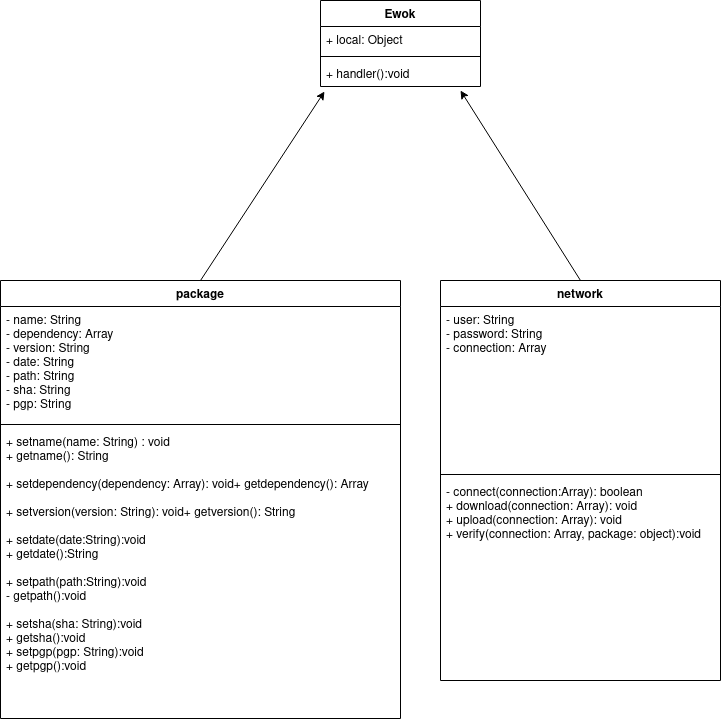 Ewok
+ local: Object
+ handler():void
package
- name: String
- dependency: Array
- version: String
- date: String
- path: String
- sha: String
- pgp: String
+ setname(name: String) : void
+ getname(): String
+ setdependency(dependency: Array): void+ getdependency(): Array
+ setversion(version: String): void+ getversion(): String
+ setdate(date:String):void
+ getdate():String
+ setpath(path:String):void
- getpath():void
+ setsha(sha: String):void
+ getsha():void
+ setpgp(pgp: String):void
+ getpgp():void
network
- user: String
- password: String
- connection: Array
- connect(connection:Array): boolean
+ download(connection: Array): void
+ upload(connection: Array): void
+ verify(connection: Array, package: object):void